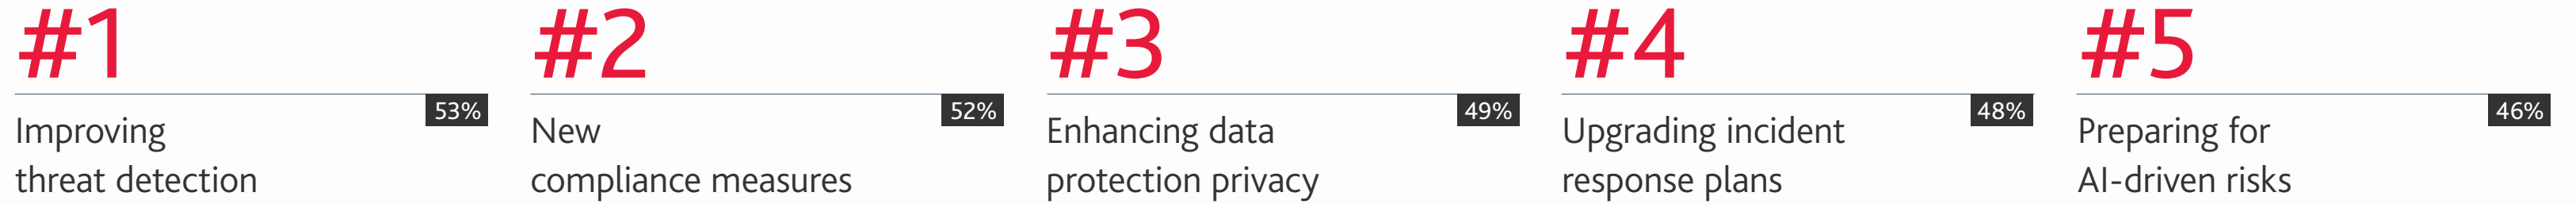 #1
53%
Improving
threat detection
#2
52%
New
compliance measures
#3
49%
Enhancing data
protection privacy
#4
48%
Upgrading incident
response plans
#5
46%
Preparing for
AI-driven risks